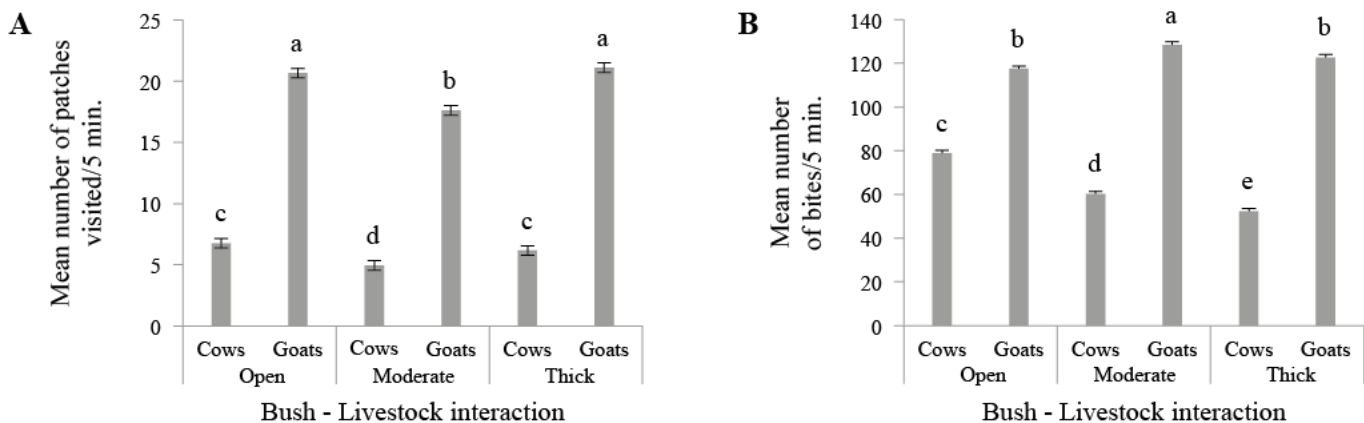 A
Mean number of patches
visited/5 min.
25
20
15
10
5
0
c
a
d
b
c
a
Cows Goats Cows Goats Cows Goats
Open Moderate Thick
Bush - Livestock interaction
B
Mean number
of bites/5 min.
140
120
100
80
60
40
20
0
c
b
d
a
e
b
Cows Goats Cows Goats Cows Goats
Open Moderate Thick
Bush - Livestock interaction